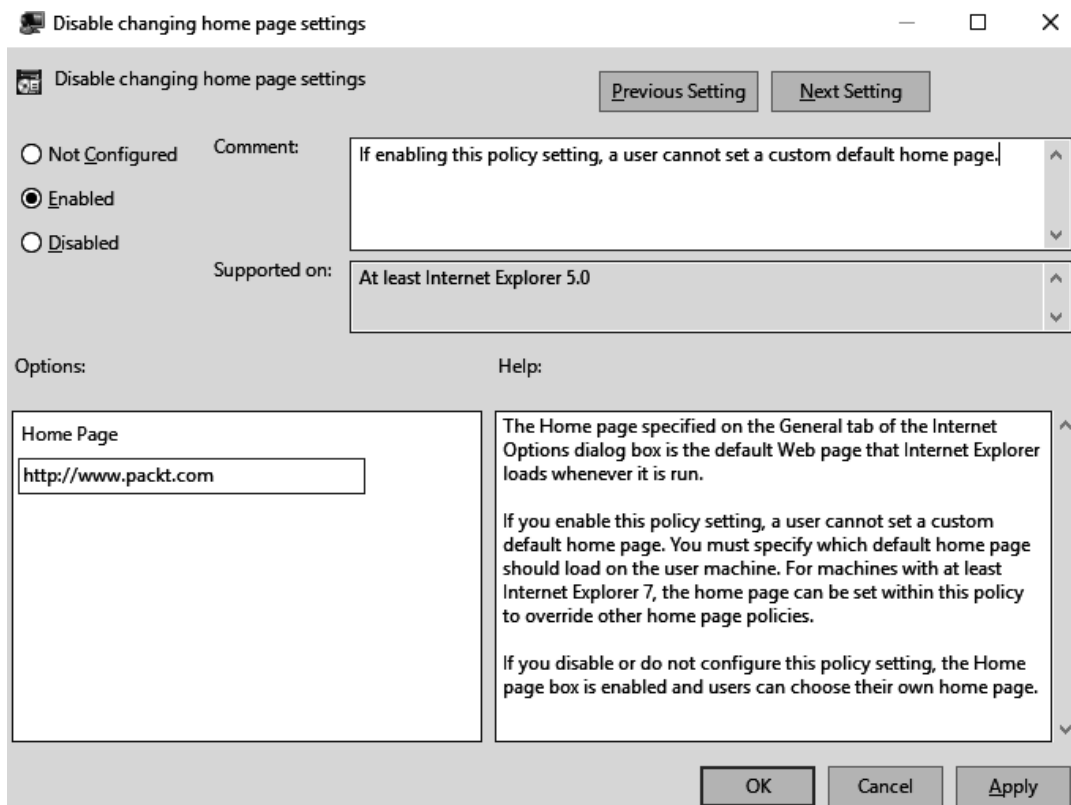 Disable changing home page settings
Disable changing home page settings
Previous Setting
Next Setting
Not Configured
Enabled
Disabled
Comment:
If enabling this policy setting, a user cannot set a custom default home page.
Supported on:
At least Internet Explorer 5.0
Options:
Help:
Home Page
http://www.packt.com
The Home page specified on the General tab of the Internet
Options dialog box is the default Web page that Internet Explorer
loads whenever it is run.
If you enable this policy setting, a user cannot set a custom
default home page. You must specify which default home page
should load on the user machine. For machines with at least
Internet Explorer 7, the home page can be set within this policy
to override other home page policies.
If you disable or do not configure this policy setting, the Home
page box is enabled and users can choose their own home page.
OK
Cancel
Apply